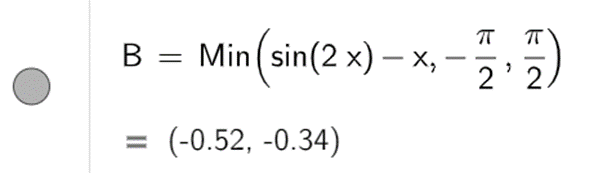 B = Min(sin(2 x) − x, −π/2, π/2)
= (-0.52, -0.34)